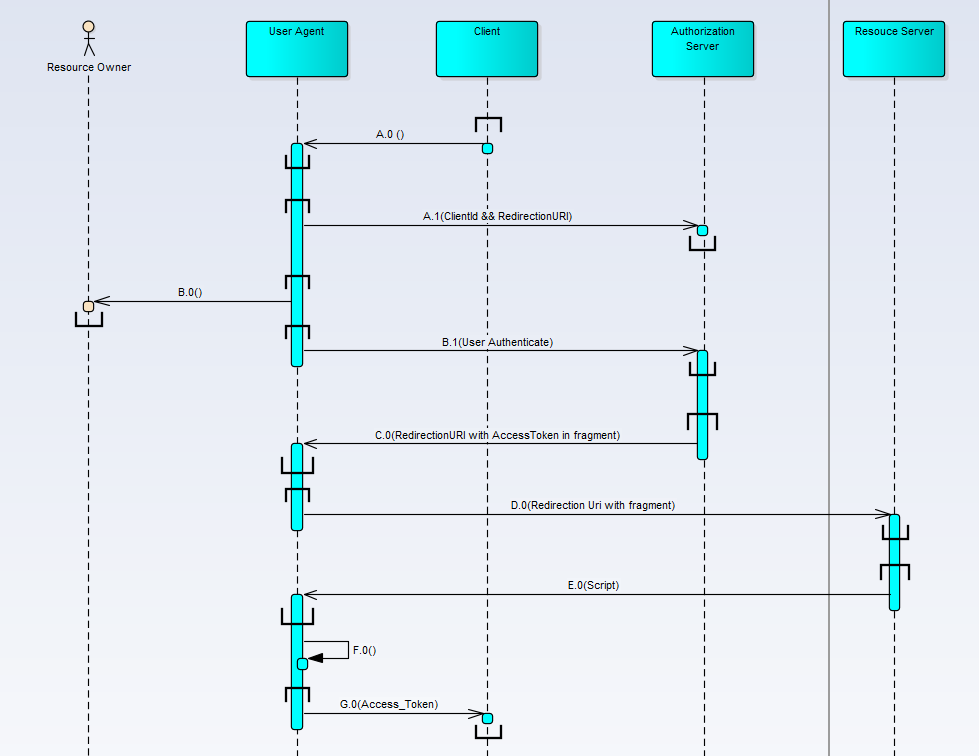 User Agent
Client
Authorization
Server
Resouce Server
Resource Owner
A.0 ()
A.1(ClientId && RedirectionURI)
B.0()
B.1(User Authenticate)
C.0(RedirectionURI with AccessToken in fragment)
D.0(Redirection Uri with fragment)
E.0(Script)
F.0()
G.0(Access_Token)